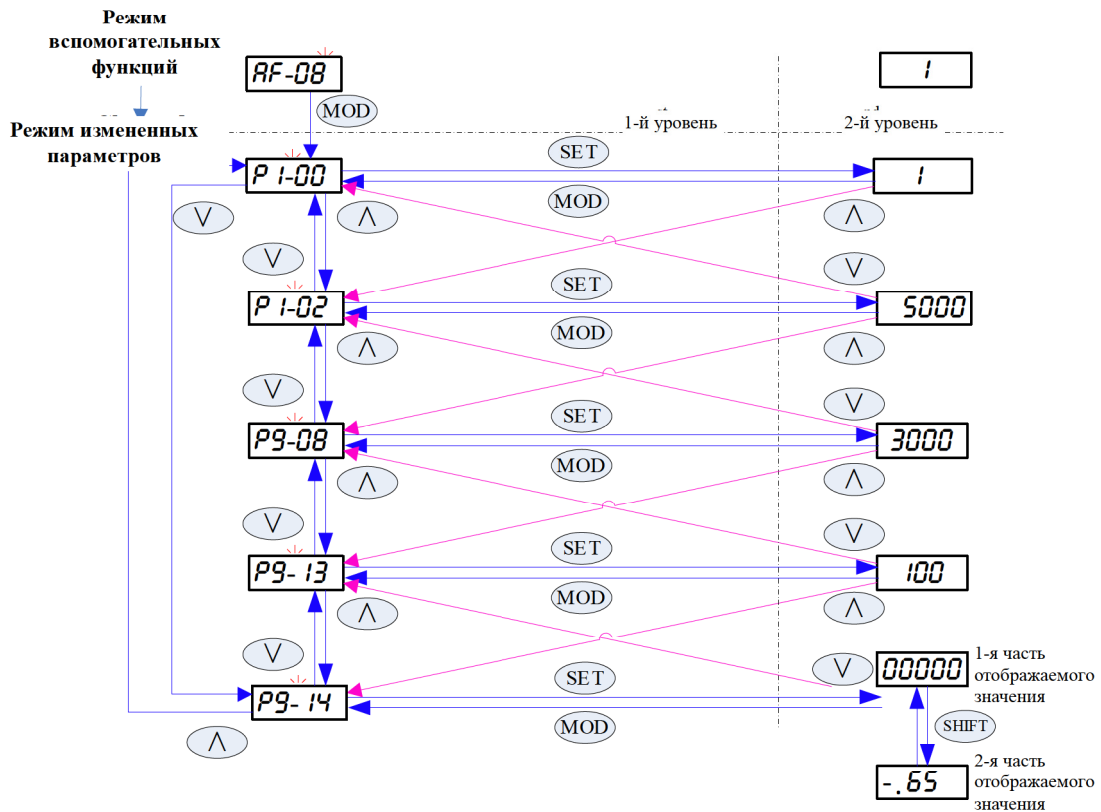 Режим
вспомогательных
функций
AF-08
1
MOD
1-й уровень
2-й уровень
Режим измененных
параметров
SET
P1-00
1
MOD
⋁
⋀
⋀
⋁
⋁
SET
P1-02
5000
MOD
⋀
⋀
⋁
⋁
SET
P9-08
3000
MOD
⋀
⋀
⋁
⋁
SET
P9-13
100
MOD
⋀
⋀
⋁
⋁
SET
00000
1-я часть
отображаемого
значения
P9-14
MOD
⋀
SHIFT
-.65
2-я часть
отображаемого
значения